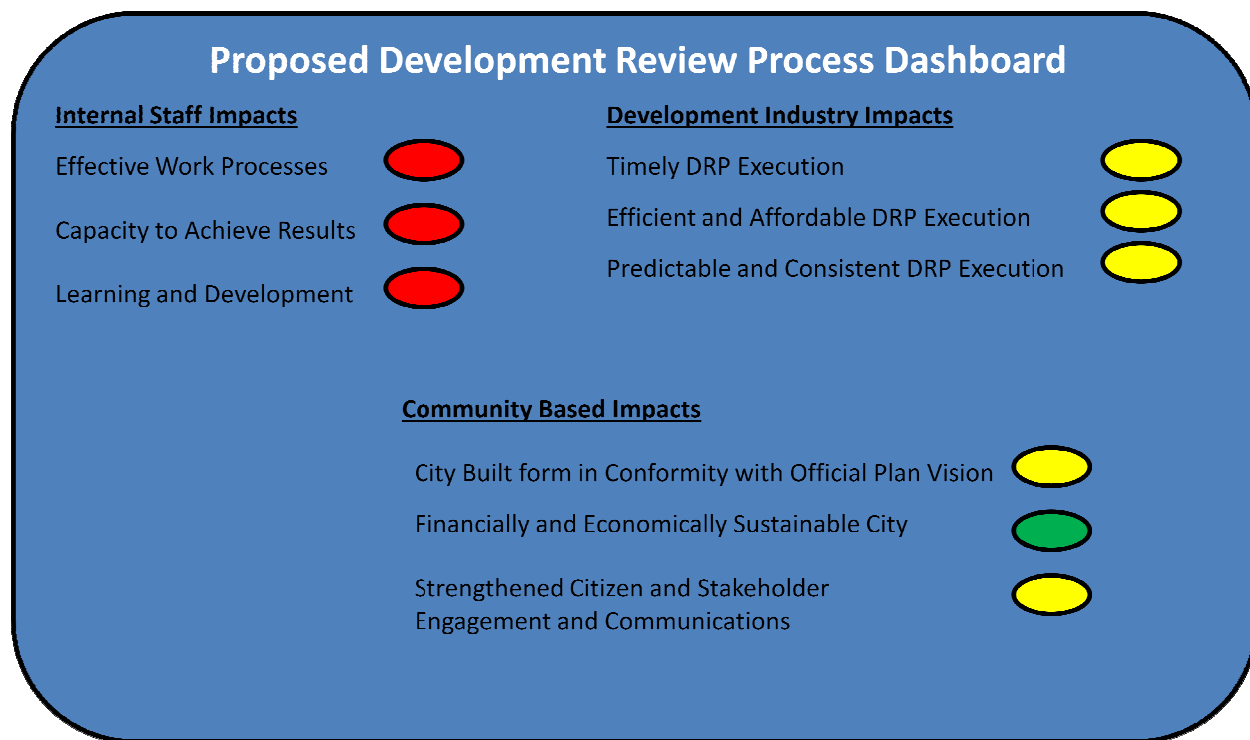 Proposed Development Review Process Dashboard
Internal Staff Impacts
Effective Work Processes
Capacity to Achieve Results
Learning and Development
Development Industry Impacts
Timely DRP Execution
Efficient and Affordable DRP Execution
Predictable and Consistent DRP Execution
Community Based Impacts
City Built form in Conformity with Official Plan Vision
Financially and Economically Sustainable City
Strengthened Citizen and Stakeholder
Engagement and Communications